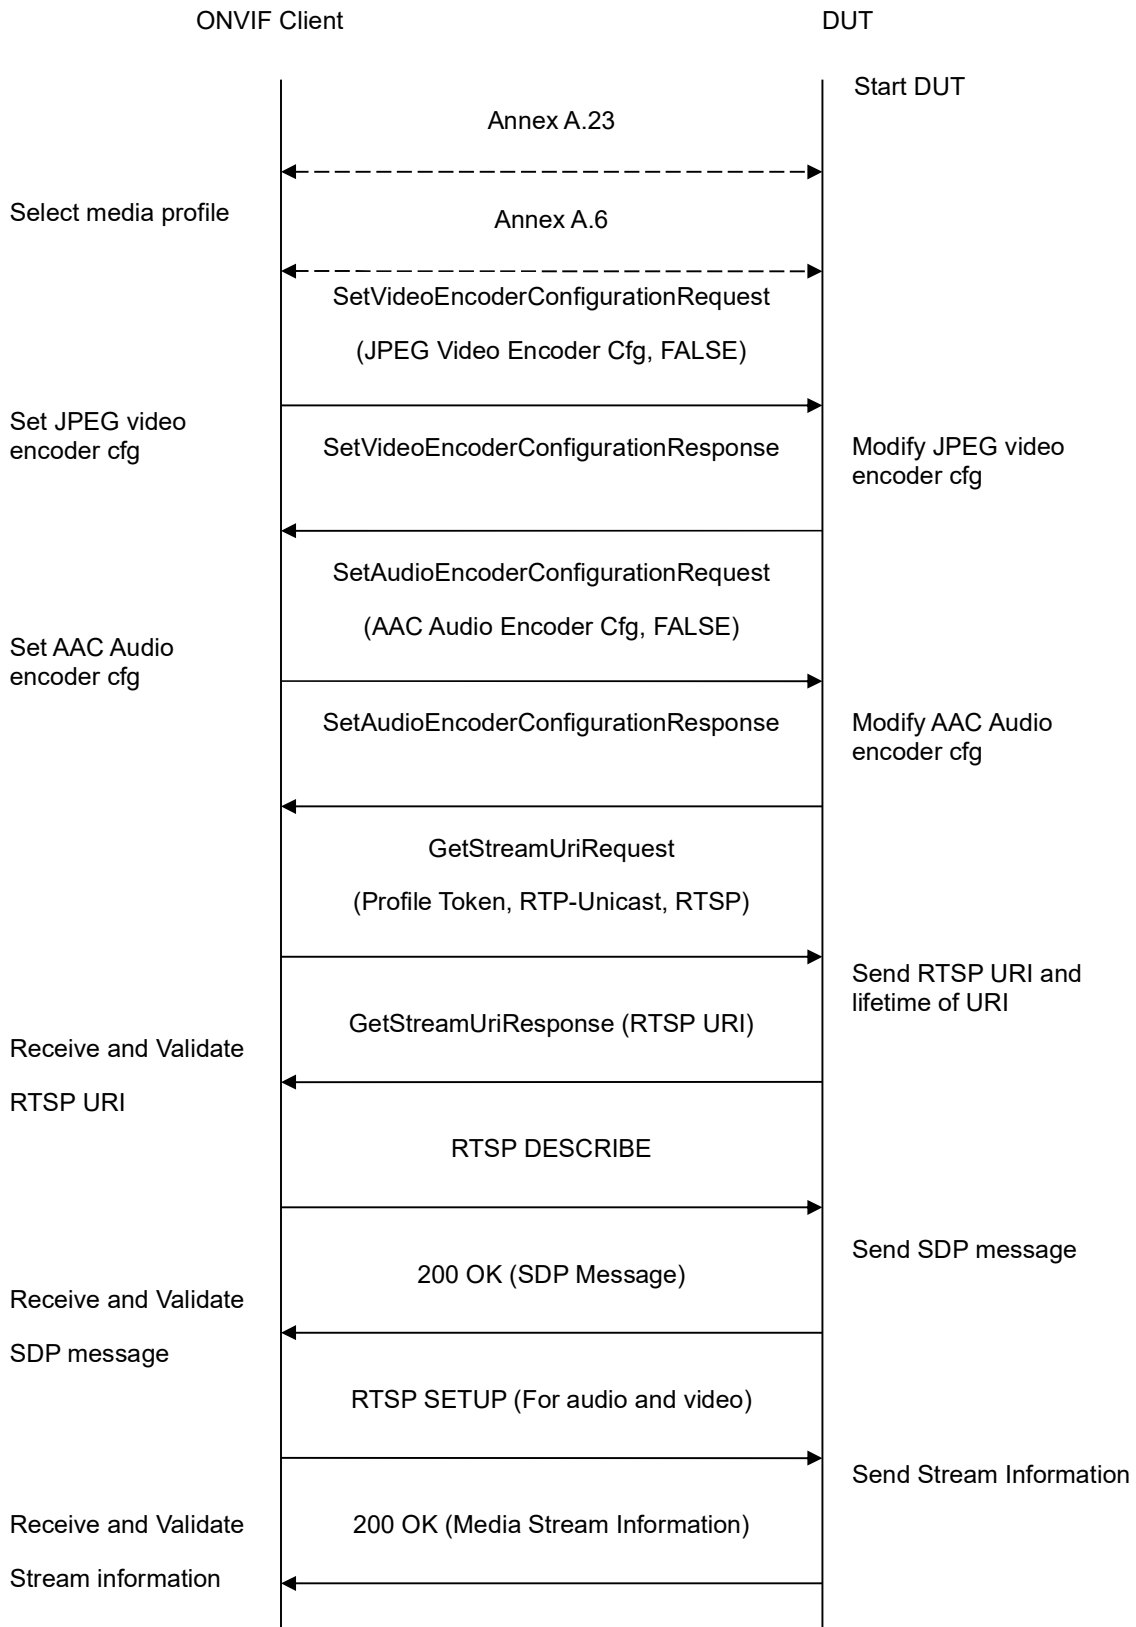 ONVIF Client
DUT
Start DUT
Annex A.23
Select media profile
Annex A.6
SetVideoEncoderConfigurationRequest
(JPEG Video Encoder Cfg, FALSE)
Set JPEG video
encoder cfg
SetVideoEncoderConfigurationResponse
Modify JPEG video
encoder cfg
SetAudioEncoderConfigurationRequest
(AAC Audio Encoder Cfg, FALSE)
Set AAC Audio
encoder cfg
SetAudioEncoderConfigurationResponse
Modify AAC Audio
encoder cfg
GetStreamUriRequest
(Profile Token, RTP-Unicast, RTSP)
Send RTSP URI and
lifetime of URI
GetStreamUriResponse (RTSP URI)
Receive and Validate
RTSP URI
RTSP DESCRIBE
Send SDP message
200 OK (SDP Message)
Receive and Validate
SDP message
RTSP SETUP (For audio and video)
Send Stream Information
Receive and Validate
200 OK (Media Stream Information)
Stream information